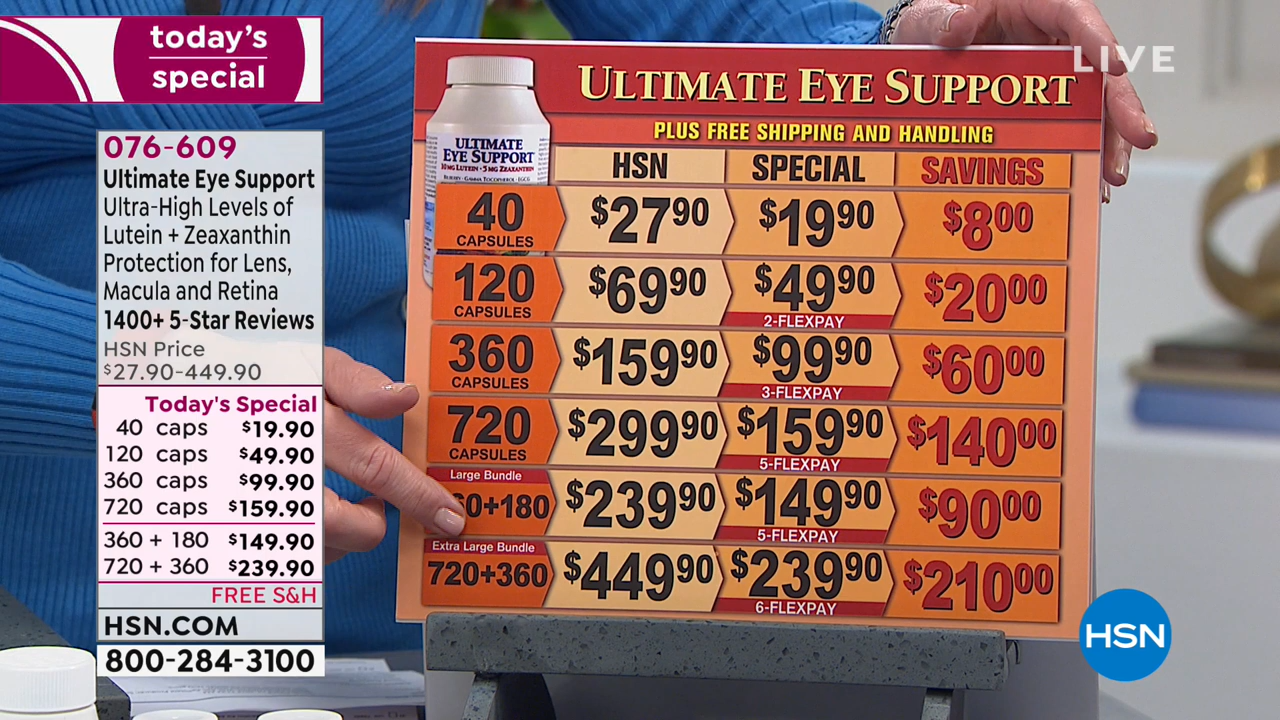 today's
special
076-609
Ultimate Eye Support
Ultra-High Levels of
Lutein + Zeaxanthin
Protection for Lens,
Macula and Retina
1400+ 5-Star Reviews
HSN Price
$27.90-449.90
Today's Special
40 caps $19.90
120 caps $49.90
360 caps $99.90
720 caps $159.90
360 + 180 $149.90
720 + 360 $239.90
FREE S&H
HSN.COM
800-284-3100
LIVE
ULTIMATE EYE SUPPORT
PLUS FREE SHIPPING AND HANDLING
ULTIMATE
EYE SUPPORT
10 MG LUTEIN • 5 MG ZEAXANTHIN
HSN SPECIAL SAVINGS
40 CAPSULES $27.90 $19.90 $8.00
120 CAPSULES $69.90 $49.90 2-FLEXPAY $20.00
360 CAPSULES $159.90 $99.90 3-FLEXPAY $60.00
720 CAPSULES $299.90 $159.90 5-FLEXPAY $140.00
Large Bundle
0+180 $239.90 $149.90 5-FLEXPAY $90.00
Extra Large Bundle
720+360 $449.90 $239.90 6-FLEXPAY $210.00
HSN